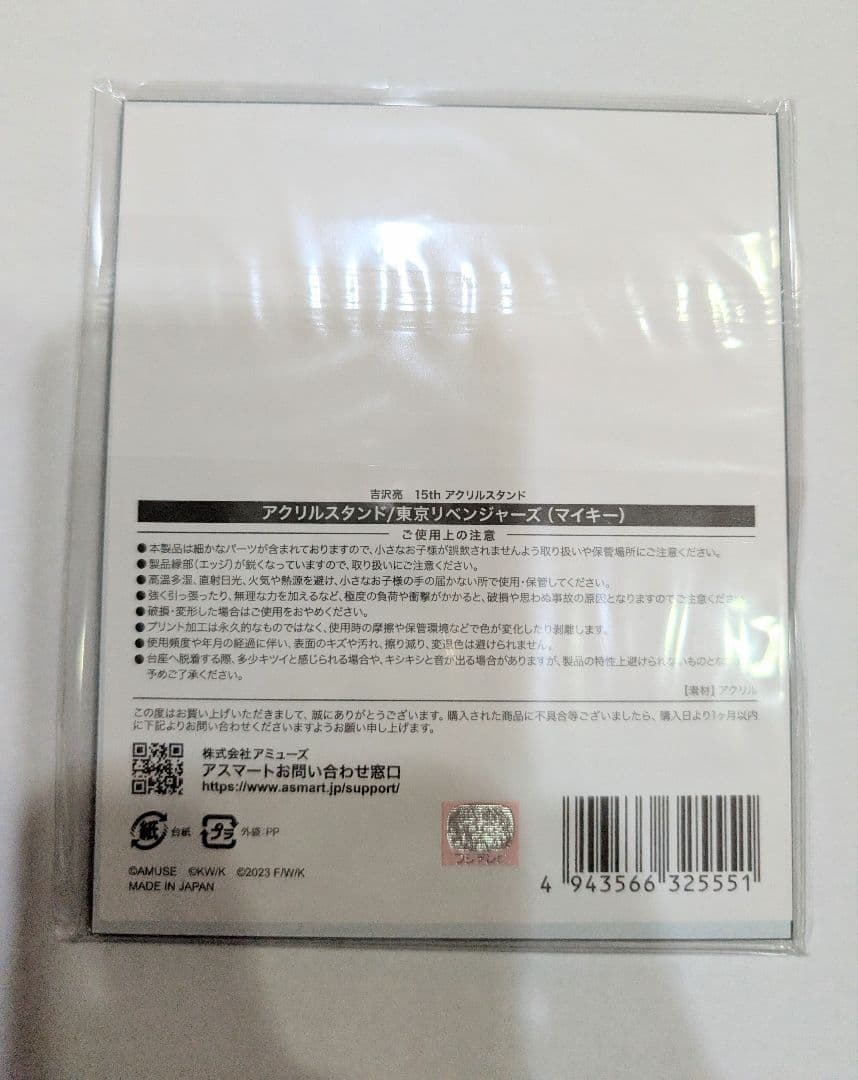 吉沢亮 15th アクリルスタンド
アクリルスタンド/東京リベンジャーズ（マイキー）
ご使用上の注意
●本製品は細かなパーツが含まれておりますので、小さなお子様が誤飲されませんよう取り扱いや保管場所にご注意ください。
●製品縁部（エッジ）が鋭くなっていますので、取り扱いにご注意ください。
●高温多湿、直射日光、火気や熱源を避け、小さなお子様の手の届かない所で使用・保管してください。
●強く引っ張ったり、無理な力を加えるなど、極度の負荷や衝撃がかかると、破損や思わぬ事故の原因となりますのでご注意ください。
●破損・変形した場合はご使用をおやめください。
●プリント加工は永久的なものではなく、使用時の摩擦や保管環境などで色が変化したり剥離します。
●使用頻度や年月の経過に伴い、表面のキズや汚れ、擦り減り、変退色は避けられません。
●台座へ脱着する際、多少キツイと感じられる場合や、キシキシと音が出る場合がありますが、製品の特性上避けられないものとな
予めご了承ください。
【素材】アクリル
この度はお買い上げいただきまして、誠にありがとうございます。購入された商品に不具合等ございましたら、購入日より1ヶ月以内
に下記よりお問い合わせくださいますようお願い申し上げます。
株式会社アミューズ
アスマートお問い合わせ窓口
https://www.asmart.jp/support/
紙 台紙 プラ 外袋:PP
フジテレビ
©AMUSE ©KW/K ©2023 F/W/K
MADE IN JAPAN
4 943566 325551